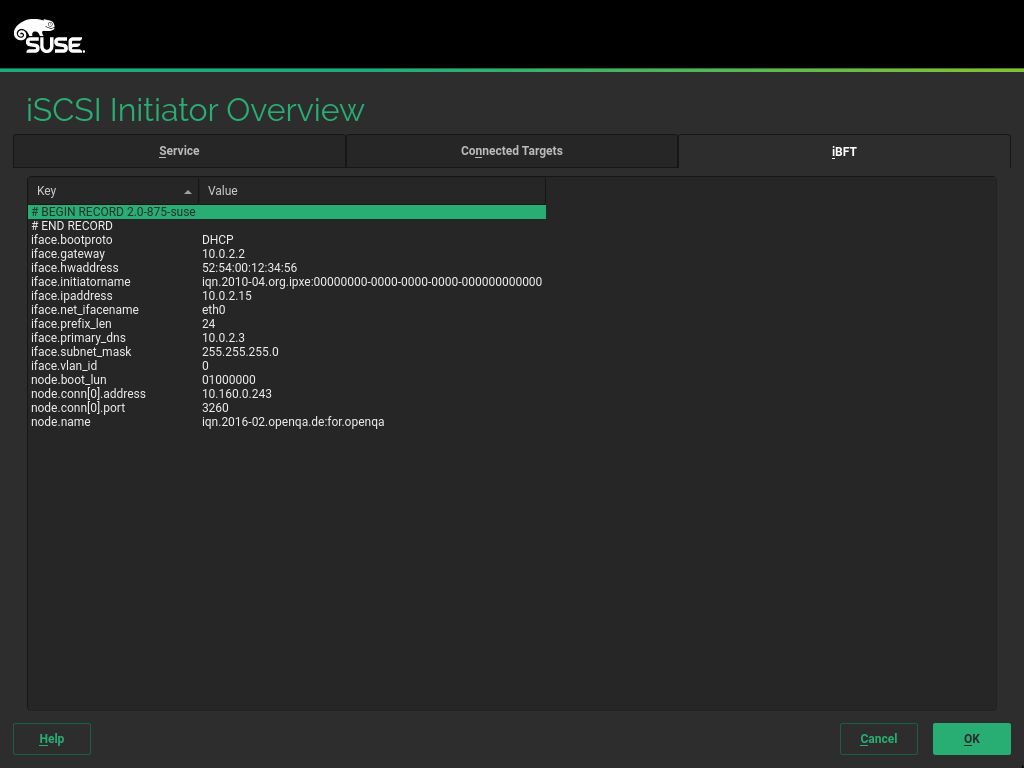 SUSE.
iSCSI Initiator Overview
Service Connected Targets iBFT
Key Value
# BEGIN RECORD 2.0-875-suse
# END RECORD
iface.bootproto DHCP
iface.gateway 10.0.2.2
iface.hwaddress 52:54:00:12:34:56
iface.initiatorname iqn.2010-04.org.ipxe:00000000-0000-0000-0000-000000000000
iface.ipaddress 10.0.2.15
iface.net_ifacename eth0
iface.prefix_len 24
iface.primary_dns 10.0.2.3
iface.subnet_mask 255.255.255.0
iface.vlan_id 0
node.boot_lun 01000000
node.conn[0].address 10.160.0.243
node.conn[0].port 3260
node.name iqn.2016-02.openqa.de:for.openqa
Help Cancel OK